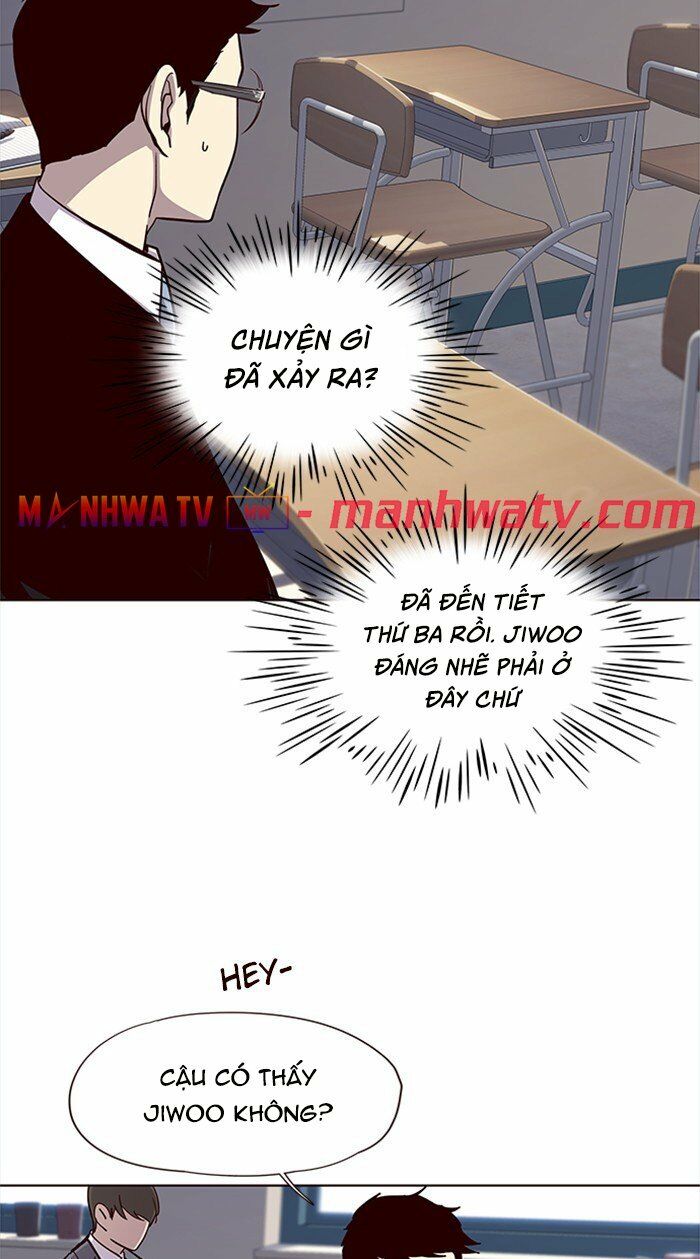 CHUYỆN GÌ
ĐÃ XẢY RA?
MANHWA TV MW - manhwatv.com
ĐÃ ĐẾN TIẾT
THỨ BA RỒI. JIWOO
ĐÁNG NHẼ PHẢI Ở
ĐÂY CHỨ
HEY-
CẬU CÓ THẤY
JIWOO KHÔNG?